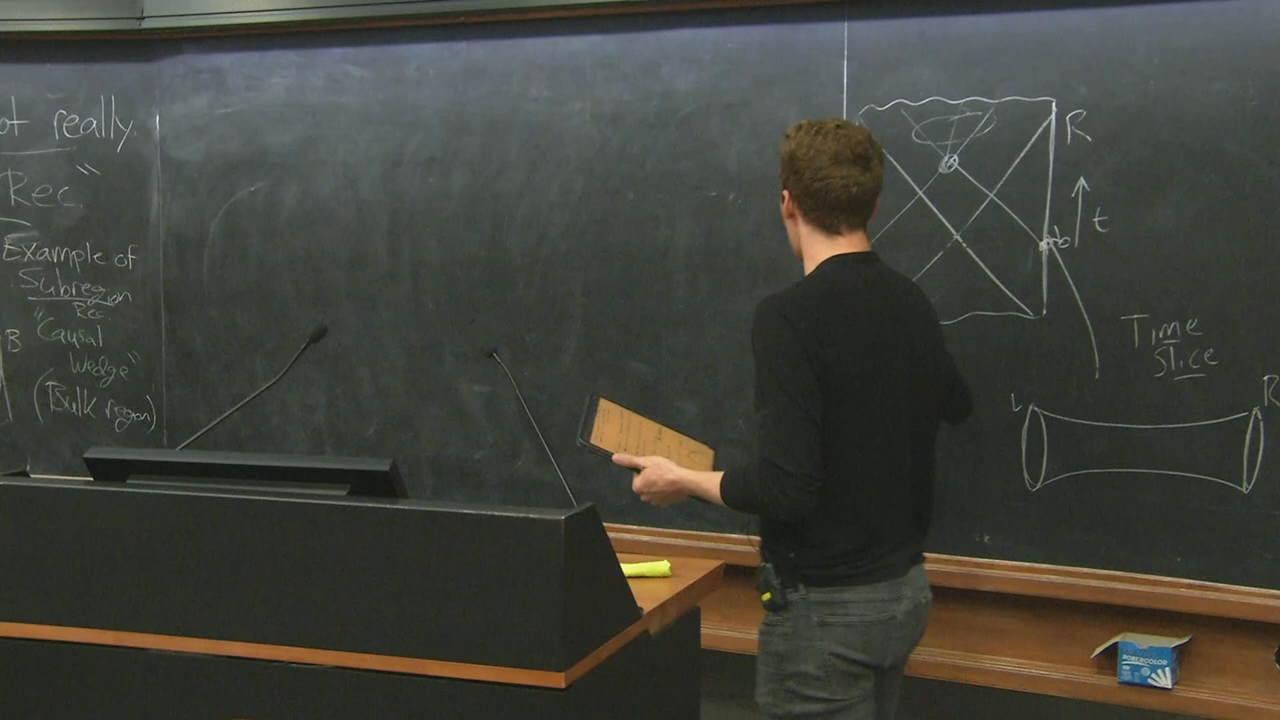 ot really.
"Rec."
Example of
Subregion
Rec.
"Causal
Wedge"
B
(Bulk region)
R
t
b
Time
Slice
L
R
ROBERCOLOR